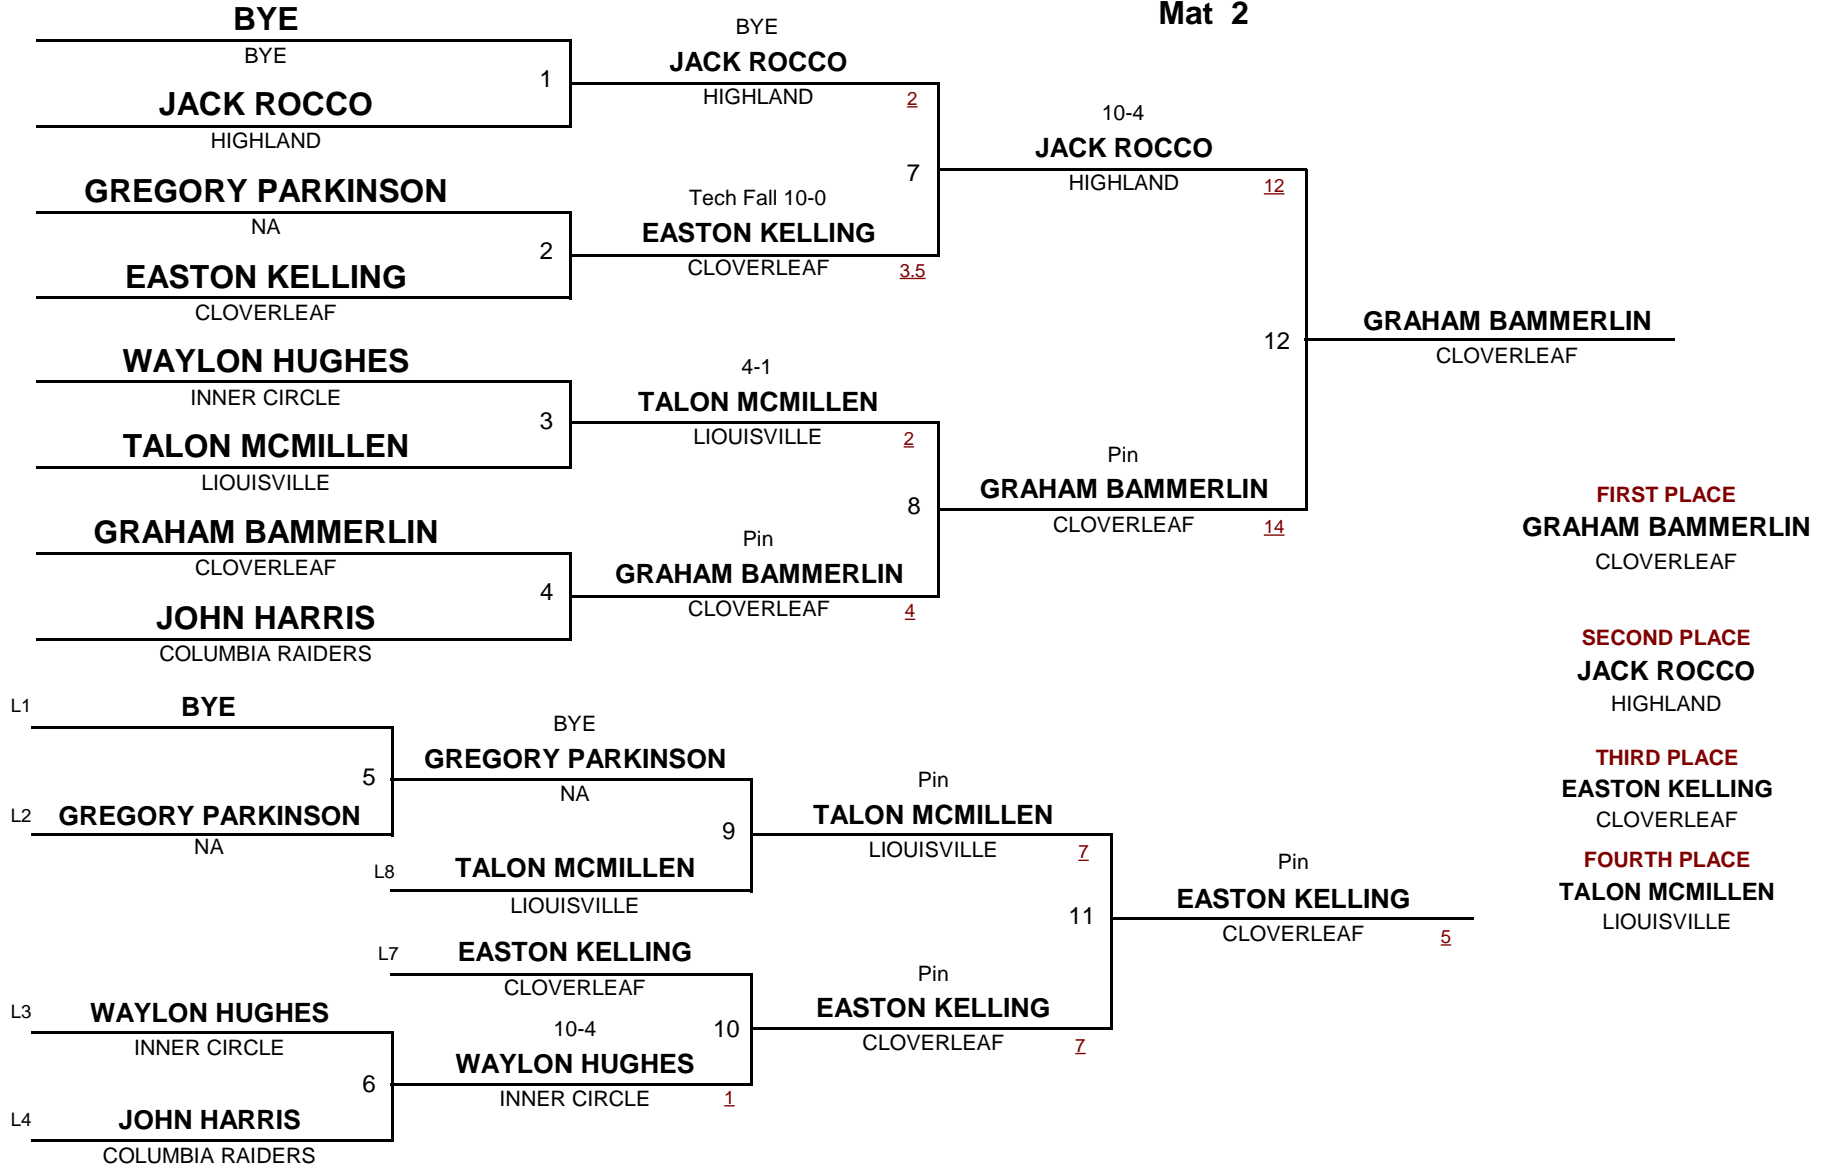 Mat 2
BYE
BYE
1
JACK ROCCO
HIGHLAND
GREGORY PARKINSON
NA
2
EASTON KELLING
CLOVERLEAF
WAYLON HUGHES
INNER CIRCLE
3
TALON MCMILLEN
LIOUISVILLE
GRAHAM BAMMERLIN
CLOVERLEAF
4
JOHN HARRIS
COLUMBIA RAIDERS
BYE
JACK ROCCO
HIGHLAND 2
7
Tech Fall 10-0
EASTON KELLING
CLOVERLEAF 3.5
4-1
TALON MCMILLEN
LIOUISVILLE 2
8
Pin
GRAHAM BAMMERLIN
CLOVERLEAF 4
10-4
JACK ROCCO
HIGHLAND 12
12
Pin
GRAHAM BAMMERLIN
CLOVERLEAF 14
GRAHAM BAMMERLIN
CLOVERLEAF
FIRST PLACE
GRAHAM BAMMERLIN
CLOVERLEAF
SECOND PLACE
JACK ROCCO
HIGHLAND
THIRD PLACE
EASTON KELLING
CLOVERLEAF
FOURTH PLACE
TALON MCMILLEN
LIOUISVILLE
L1 BYE
5
L2 GREGORY PARKINSON
NA
BYE
GREGORY PARKINSON
NA
9
L8 TALON MCMILLEN
LIOUISVILLE
L7 EASTON KELLING
CLOVERLEAF
10-4 10
WAYLON HUGHES
INNER CIRCLE 1
L3 WAYLON HUGHES
INNER CIRCLE
6
L4 JOHN HARRIS
COLUMBIA RAIDERS
Pin
TALON MCMILLEN
LIOUISVILLE 7
11
Pin
EASTON KELLING
CLOVERLEAF 7
Pin
EASTON KELLING
CLOVERLEAF 5